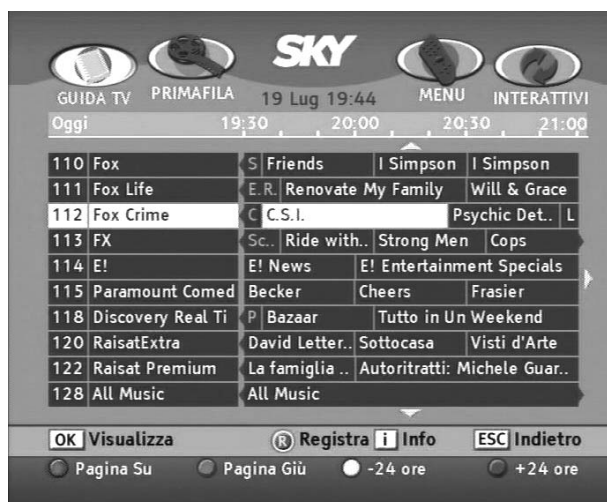 SKY
GUIDA TV PRIMAFILA 19 Lug 19:44 MENU INTERATTIVI
Oggi 19:30 20:00 20:30 21:00
110 Fox S Friends I Simpson I Simpson
111 Fox Life E.R. Renovate My Family Will & Grace
112 Fox Crime C C.S.I. Psychic Det.. L
113 FX Sc.. Ride with.. Strong Men Cops
114 E! E! News E! Entertainment Specials
115 Paramount Comed Becker Cheers Frasier
118 Discovery Real Ti P Bazaar Tutto in Un Weekend
120 RaisatExtra David Letter.. Sottocasa Visti d'Arte
122 Raisat Premium La famiglia .. Autoritratti: Michele Guar..
128 All Music All Music
OK Visualizza R Registra i Info ESC Indietro
Pagina Su Pagina Giù -24 ore +24 ore